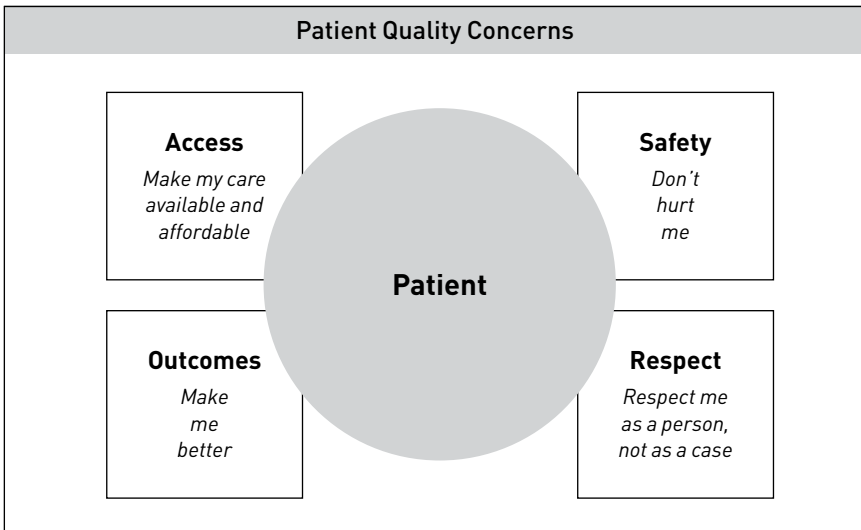 Patient Quality Concerns
Access
Make my care
available and
affordable
Safety
Don't
hurt
me
Patient
Outcomes
Make
me
better
Respect
Respect me
as a person,
not as a case